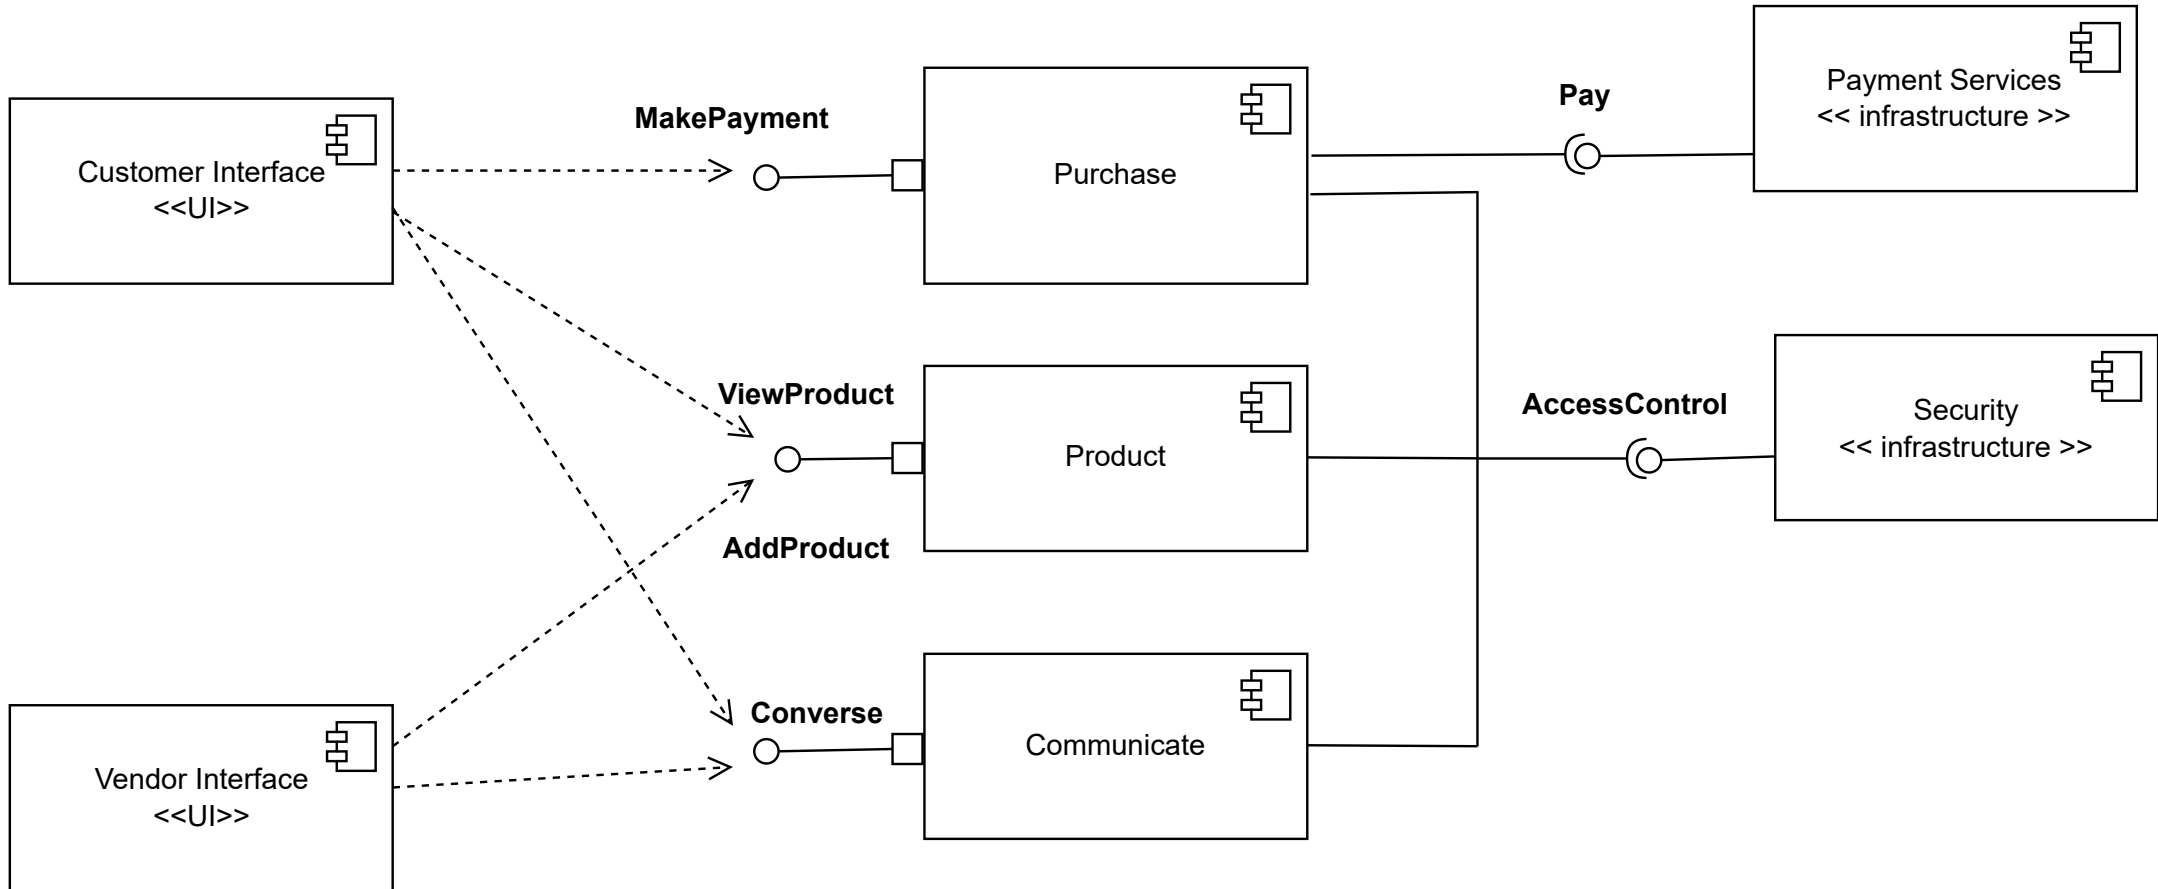 Customer Interface
<<UI>>
MakePayment
Purchase
Pay
Payment Services
<< infrastructure >>
ViewProduct
Product
AddProduct
AccessControl
Security
<< infrastructure >>
Vendor Interface
<<UI>>
Converse
Communicate